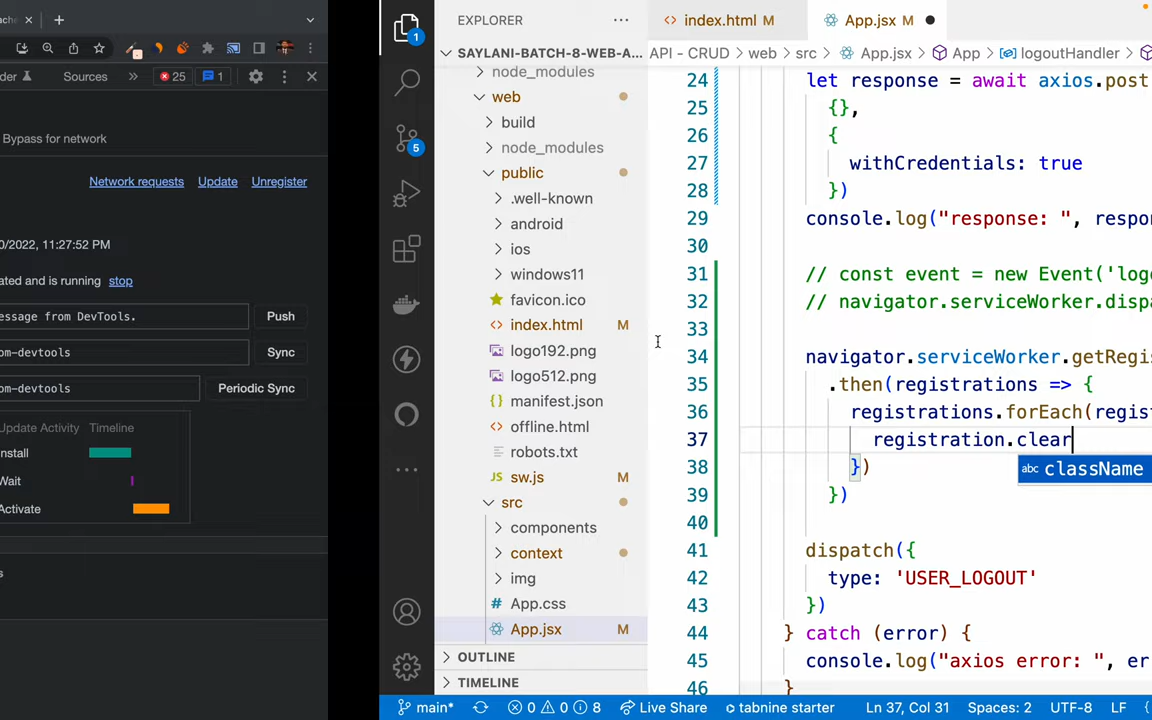 ache
der
Sources
25
1
Bypass for network
Network requests
Update
Unregister
0/2022, 11:27:52 PM
ated and is running stop
essage from DevTools.
Push
om-devtools
Sync
om-devtools
Periodic Sync
Update Activity Timeline
nstall
Wait
Activate
s
1
5
EXPLORER
SAYLANI-BATCH-8-WEB-A...
node_modules
web
build
node_modules
public
.well-known
android
ios
windows11
favicon.ico
index.html M
logo192.png
logo512.png
manifest.json
offline.html
robots.txt
JS sw.js M
src
components
context
img
# App.css
App.jsx M
OUTLINE
TIMELINE
index.html M
App.jsx M
API - CRUD > web > src > App.jsx > App > logoutHandler >
24 let response = await axios.post
25 {},
26 {
27 withCredentials: true
28 })
29 console.log("response: ", respon
30
31 // const event = new Event('logo
32 // navigator.serviceWorker.dispa
33
34 navigator.serviceWorker.getRegis
35 .then(registrations => {
36 registrations.forEach(regist
37 registration.clear
abc className
38 })
39 })
40
41 dispatch({
42 type: 'USER_LOGOUT'
43 })
44 } catch (error) {
45 console.log("axios error: ", er
46 }
main* 0 0 8 Live Share tabnine starter Ln 37, Col 31 Spaces: 2 UTF-8 LF {